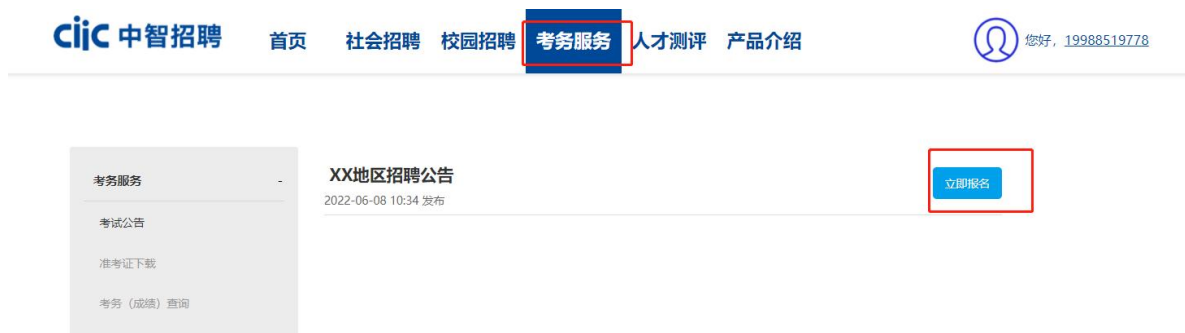 ciic 中智招聘 首页 社会招聘 校园招聘 考务服务 人才测评 产品介绍 您好, 19988519778
考务服务 -
XX地区招聘公告
立即报名
2022-06-08 10:34 发布
考试公告
准考证下载
考务（成绩）查询